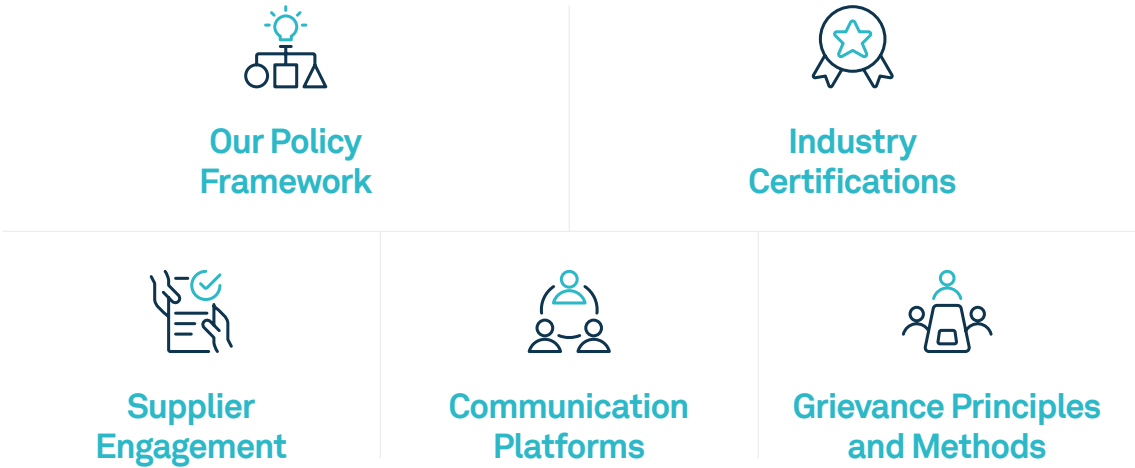 Our Policy
Framework
Industry
Certifications
Supplier
Engagement
Communication
Platforms
Grievance Principles
and Methods